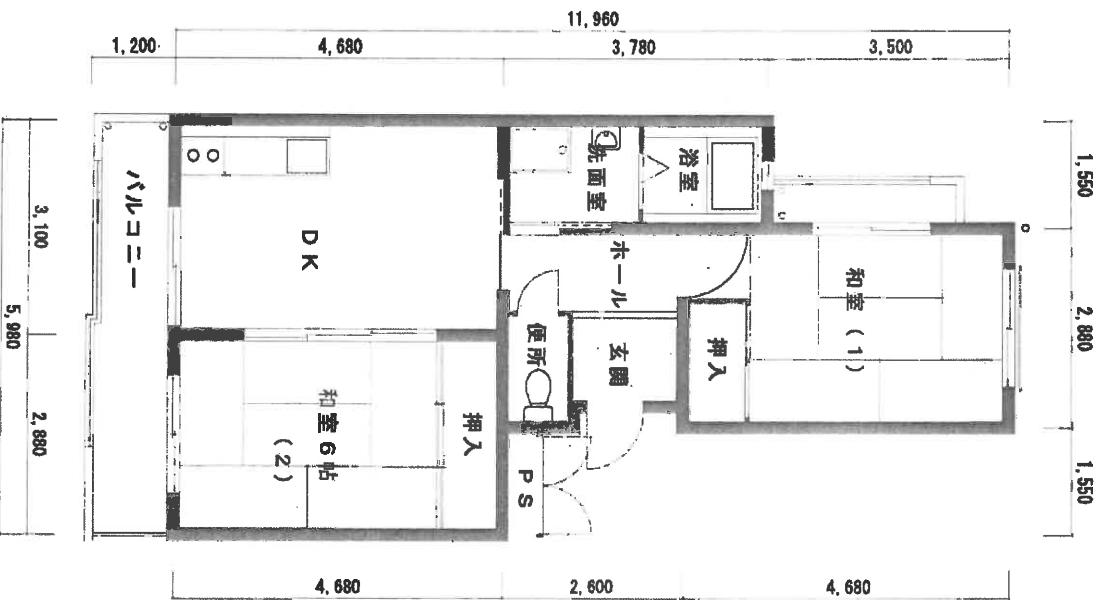 11,960
1,200
4,680
3,780
3,500
バルコニー
DK
洗面室
浴室
ホール
和室(1)
押入
便所
玄関
和室6帖
(2)
押入
PS
3,100
2,880
5,980
1,550
2,880
1,550
4,680
2,600
4,680